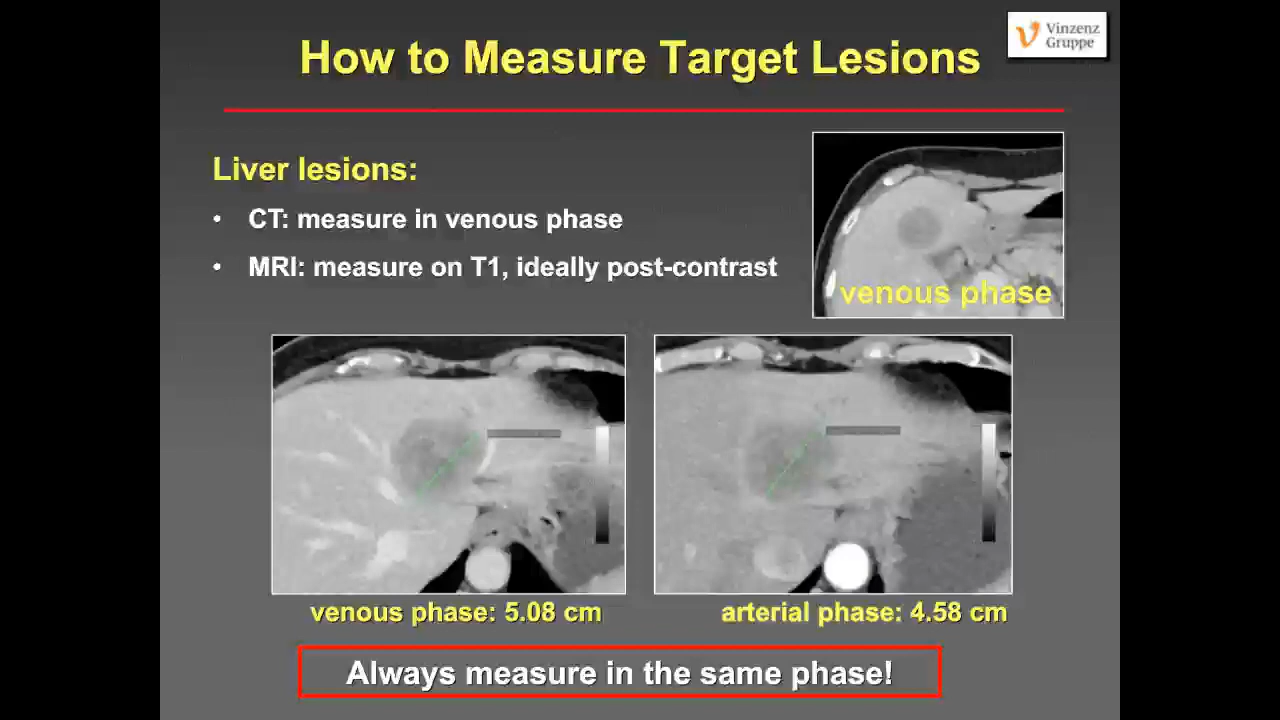 How to Measure Target Lesions
Vinzenz
Gruppe
Liver lesions:
• CT: measure in venous phase
• MRI: measure on T1, ideally post-contrast
venous phase
venous phase: 5.08 cm
arterial phase: 4.58 cm
Always measure in the same phase!